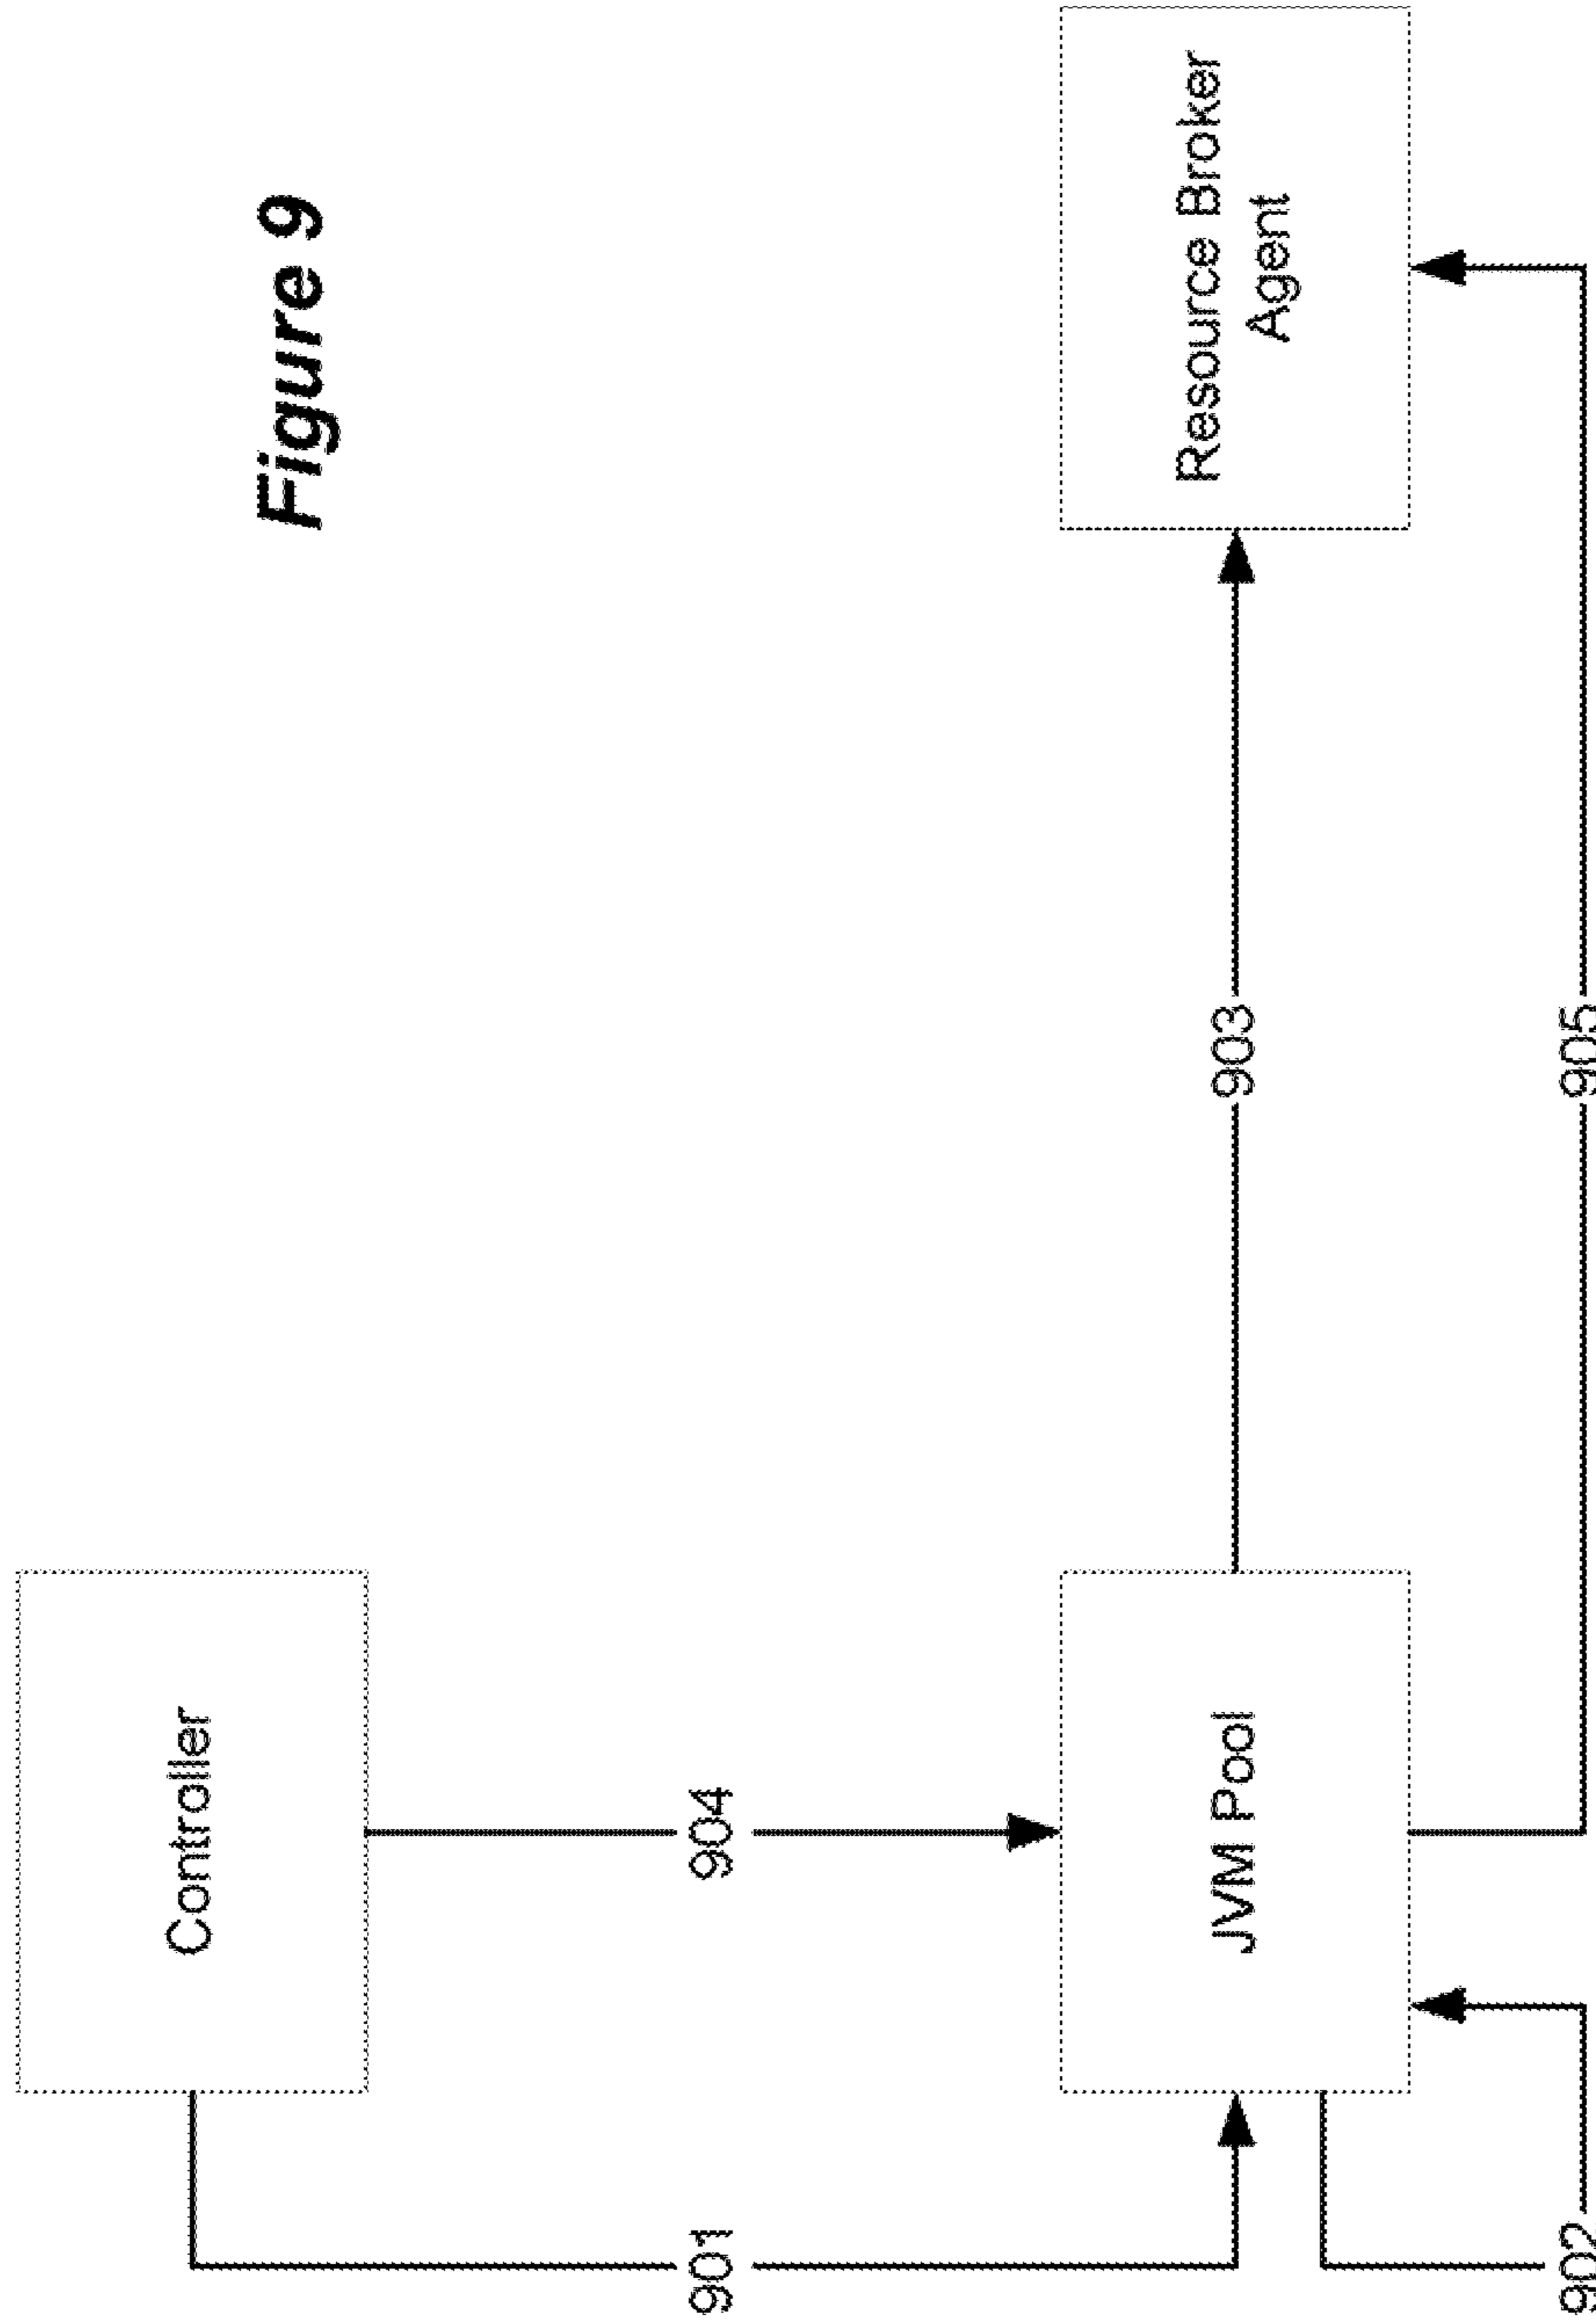 Figure 9
Controller
901
904
JVM Pool
903
Resource Broker
Agent
902
905